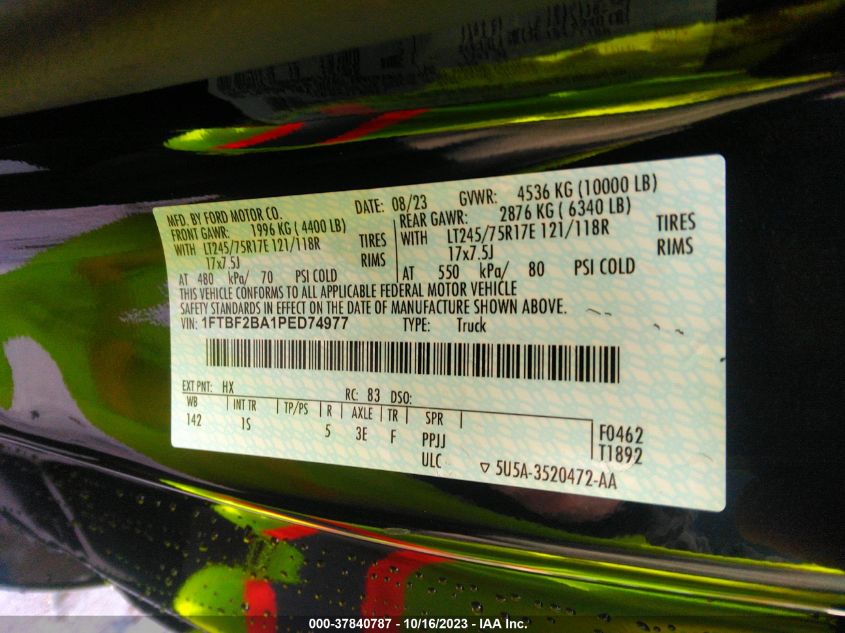 MFD. BY FORD MOTOR CO. DATE: 08/23 GVWR: 4536 KG (10000 LB)
FRONT GAWR: 1996 KG ( 4400 LB) REAR GAWR: 2876 KG ( 6340 LB)
WITH LT245/75R17E 121/118R TIRES WITH LT245/75R17E 121/118R TIRES
17x7.5J RIMS 17x7.5J RIMS
AT 480 kPa/ 70 PSI COLD AT 550 kPa/ 80 PSI COLD
THIS VEHICLE CONFORMS TO ALL APPLICABLE FEDERAL MOTOR VEHICLE
SAFETY STANDARDS IN EFFECT ON THE DATE OF MANUFACTURE SHOWN ABOVE.
VIN: 1FTBF2BA1PED74977 TYPE: Truck
EXT PNT: HX RC: 83 DSO:
WB INT TR TP/PS R AXLE TR SPR
142 1S 5 3E F PPJJ F0462
ULC T1892
▽ 5U5A-3520472-AA
000-37840787 - 10/16/2023 - IAA Inc.